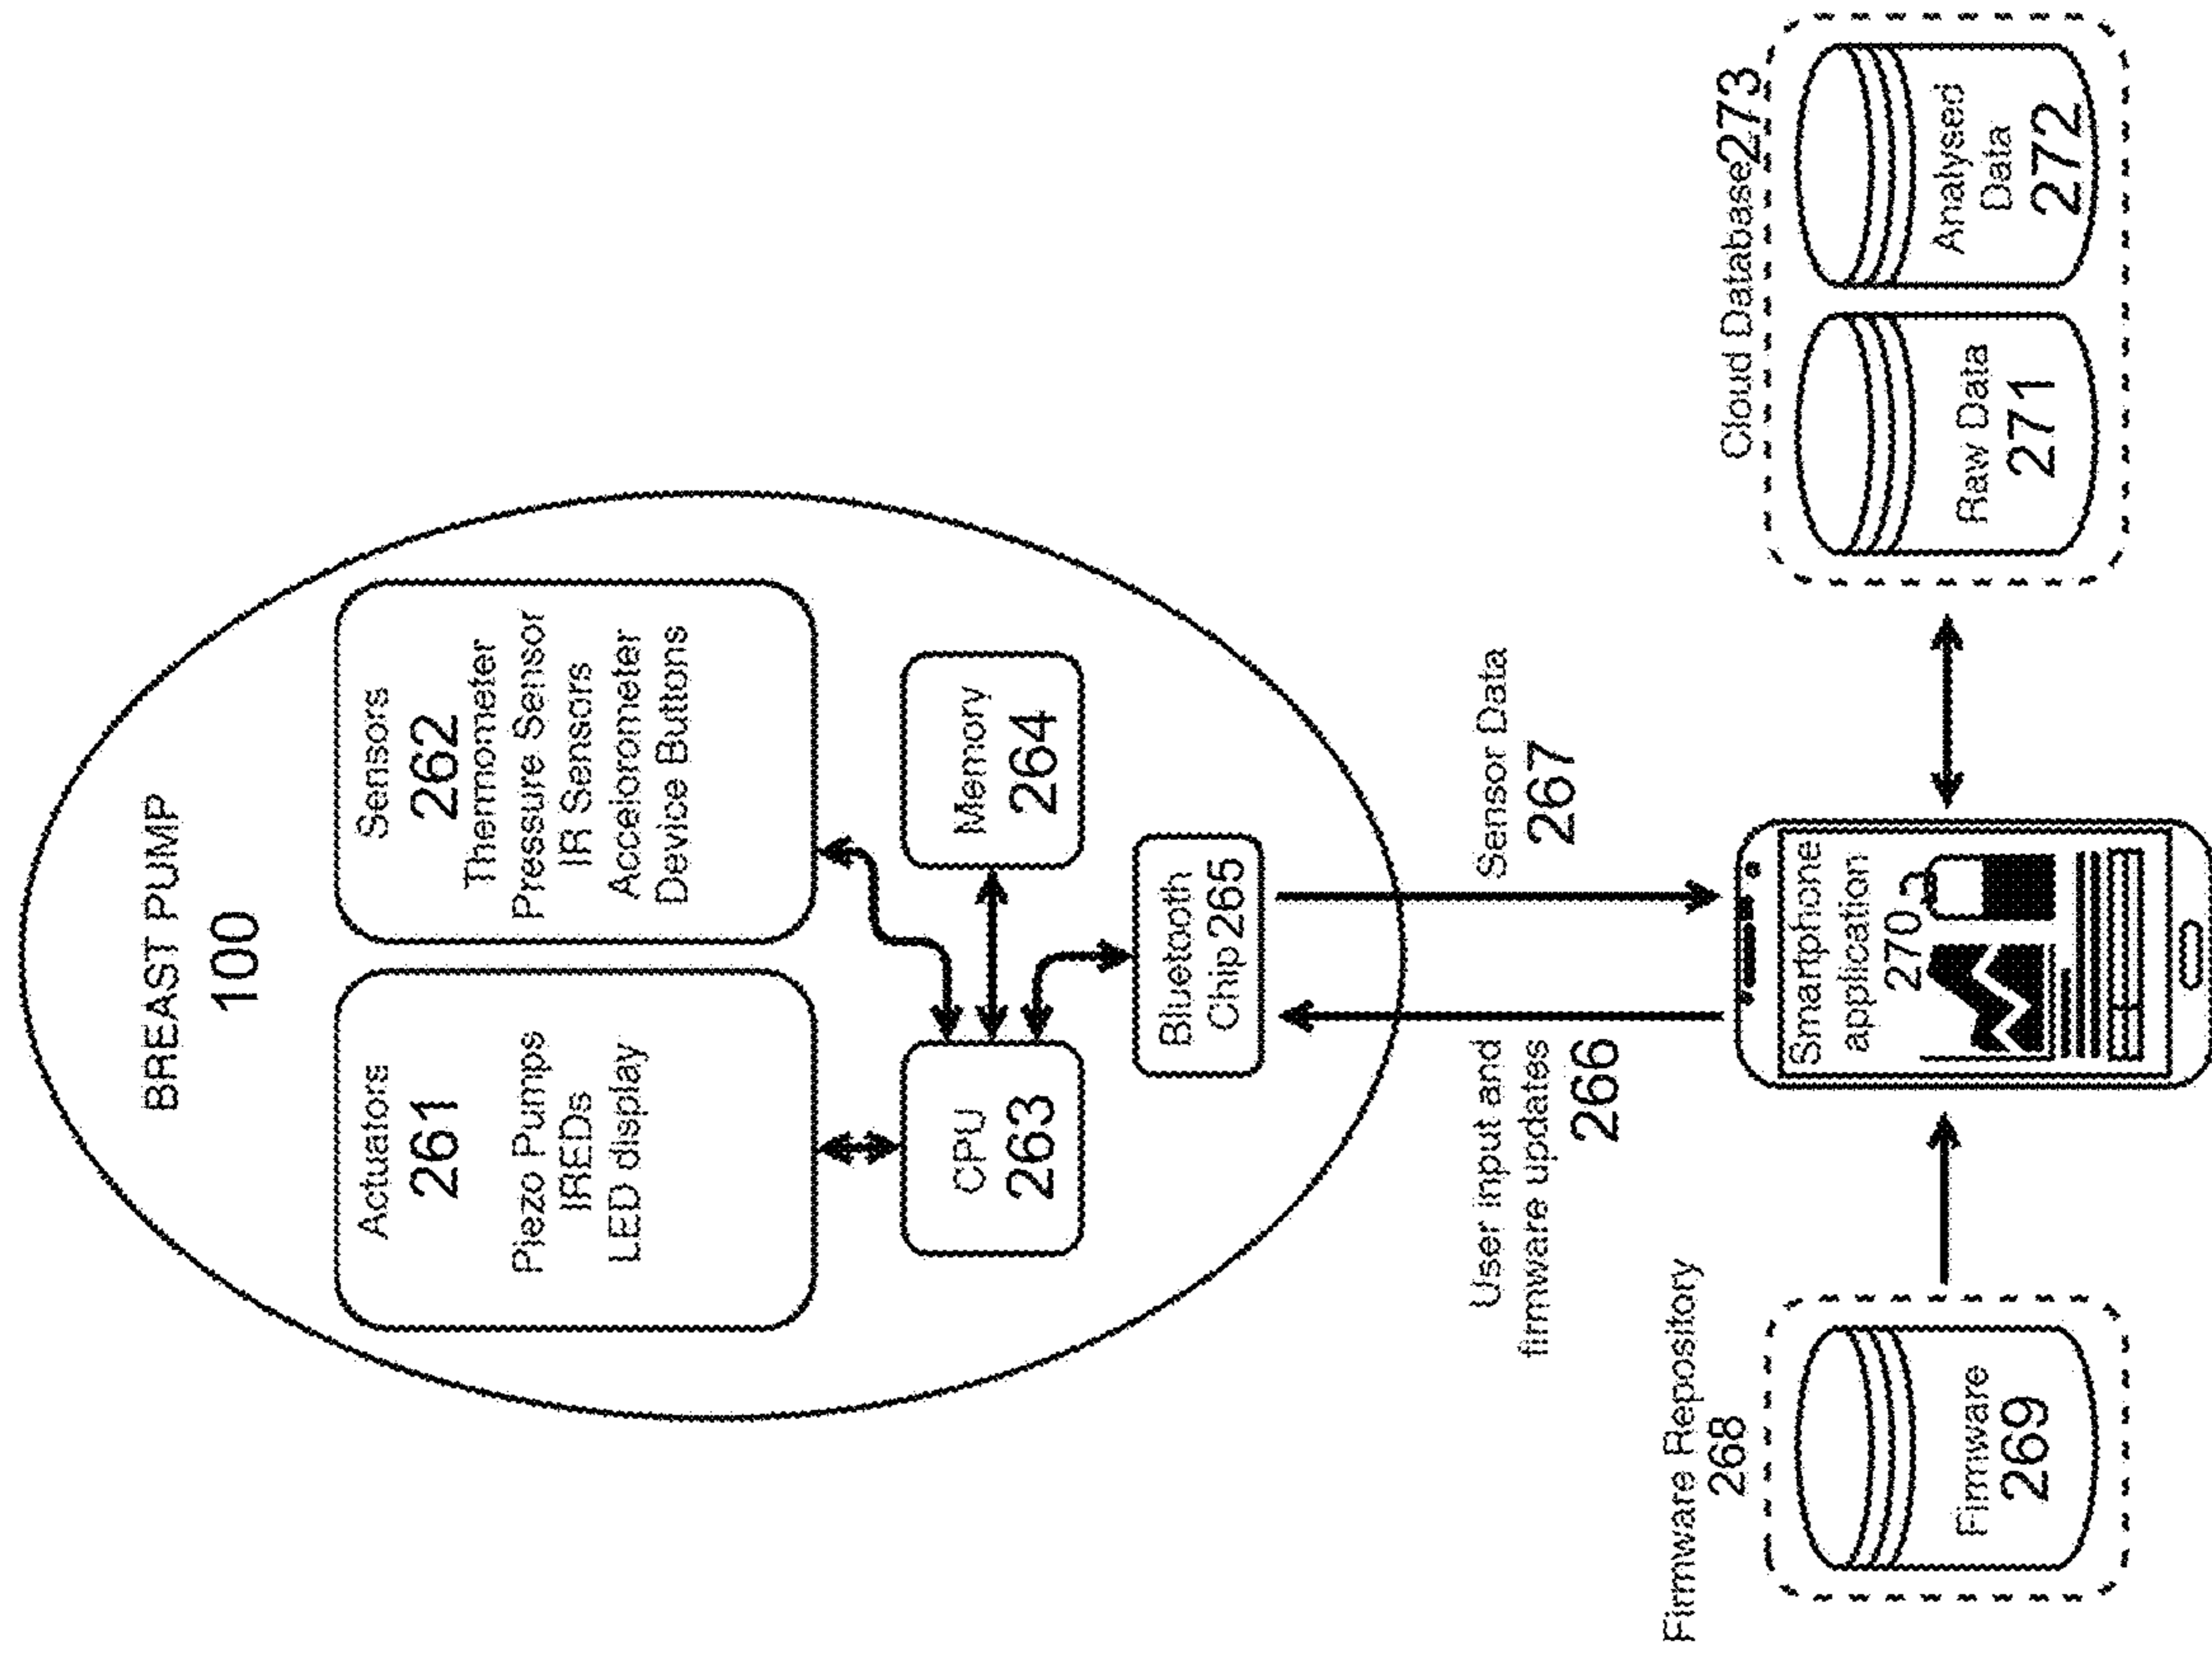 BREAST PUMP
100
Actuators
261
Piezo Pumps
IREDs
LED display
Sensors
262
Thermometer
Pressure Sensor
IR Sensors
Accelorometer
Device Buttons
CPU
263
Memory
264
Bluetooth
Chip 265
User input and
firmware updates
266
Sensor Data
267
Firmware Repository
268
Firmware
269
Smartphone
application
270
Cloud Database 273
Raw Data
271
Analysed
Data
272